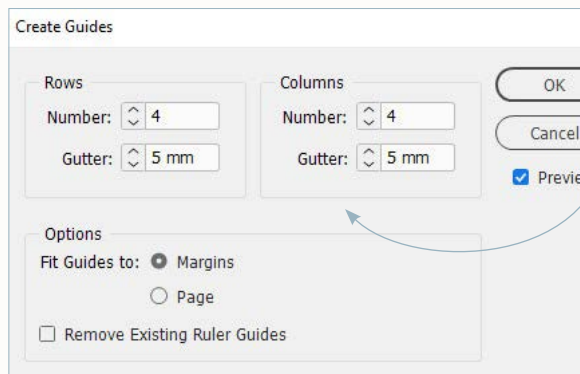 Create Guides
Rows
Number: 4
Gutter: 5 mm
Columns
Number: 4
Gutter: 5 mm
OK
Cancel
Previe
Options
Fit Guides to: Margins
Page
Remove Existing Ruler Guides